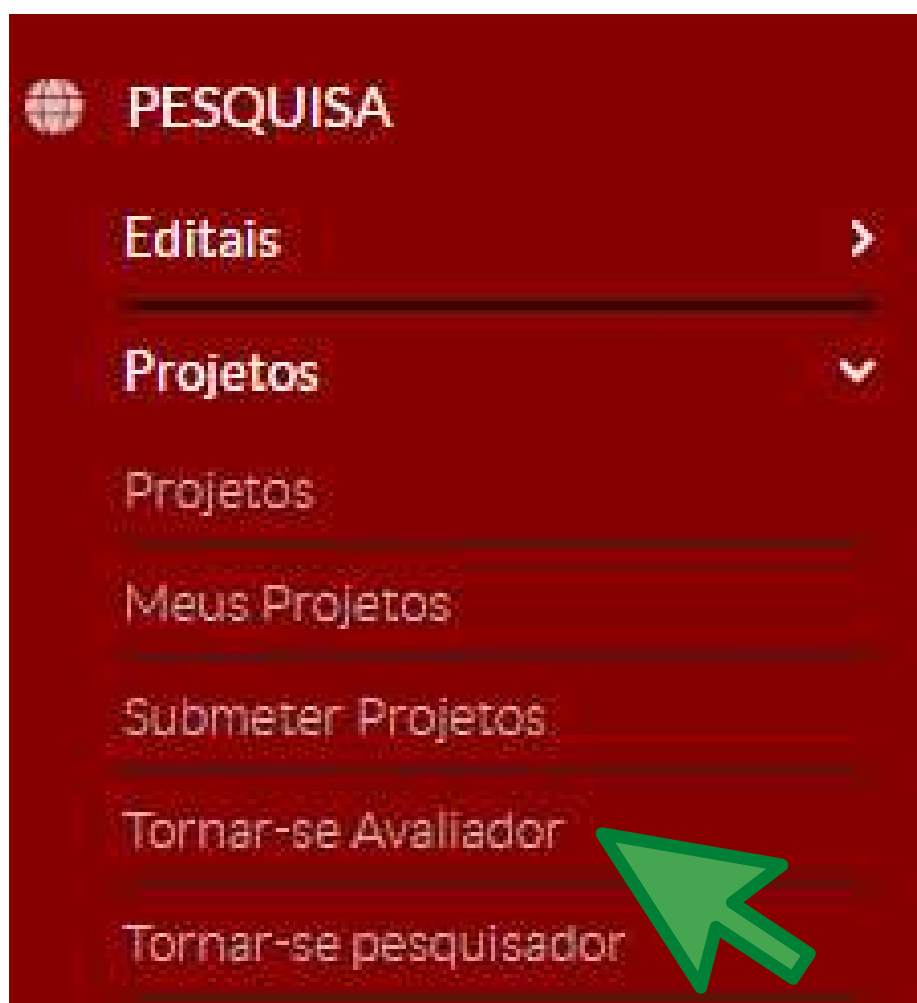 PESQUISA
Editais
Projetos
Projetos
Meus Projetos
Submeter Projetos
Tornar-se Avaliador
Tornar-se pesquisador